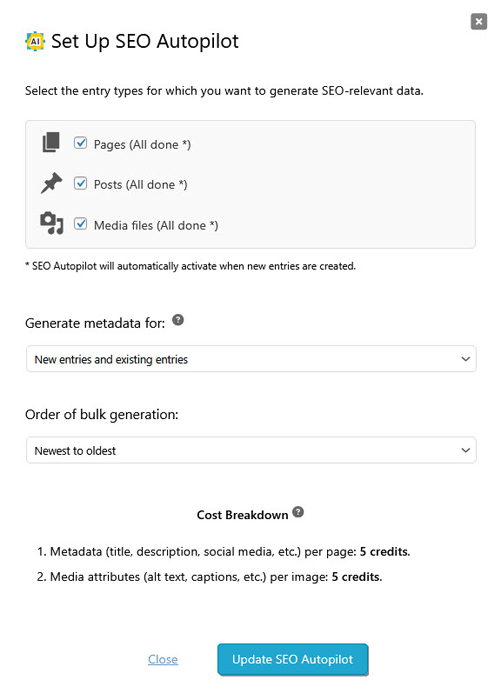 AI Set Up SEO Autopilot
Select the entry types for which you want to generate SEO-relevant data.
Pages (All done *)
Posts (All done *)
Media files (All done *)
* SEO Autopilot will automatically activate when new entries are created.
Generate metadata for: ?
New entries and existing entries
Order of bulk generation:
Newest to oldest
Cost Breakdown ?
1. Metadata (title, description, social media, etc.) per page: 5 credits.
2. Media attributes (alt text, captions, etc.) per image: 5 credits.
Close
Update SEO Autopilot